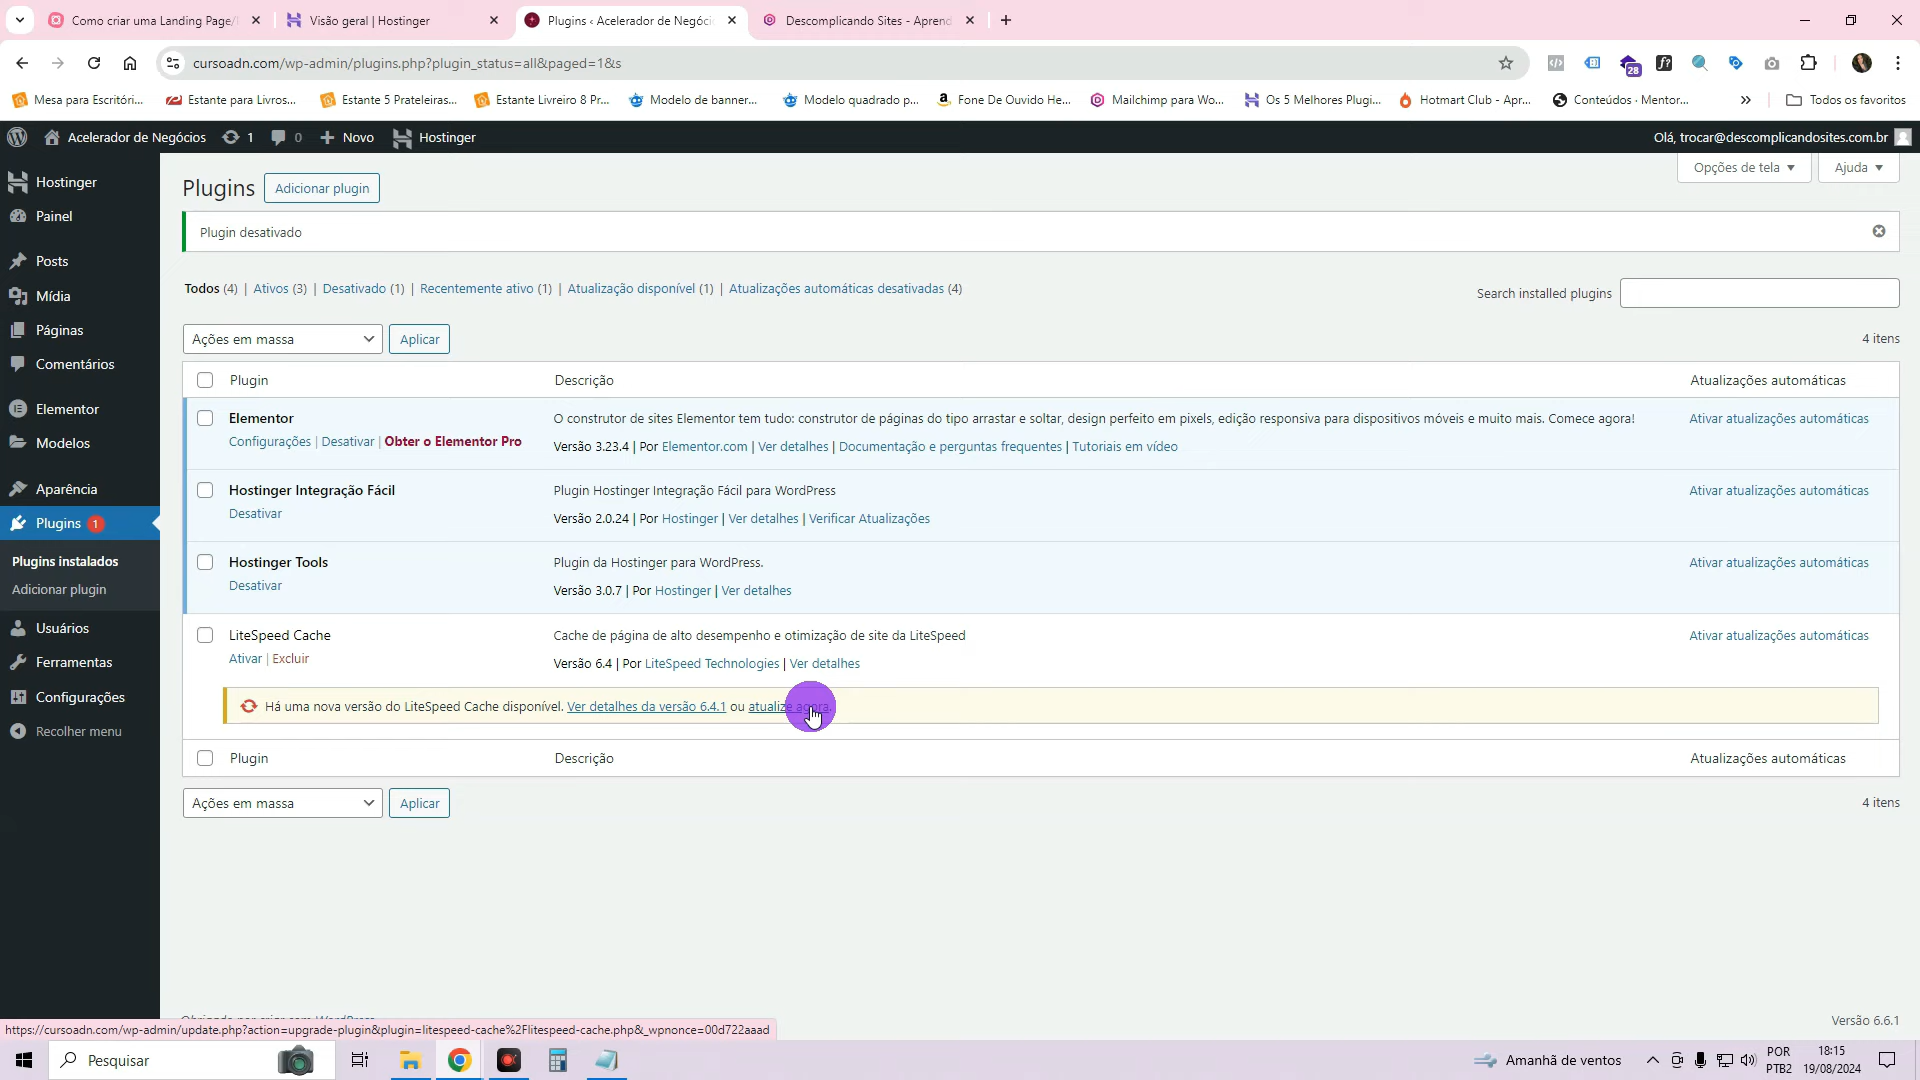 Como criar uma Landing Page/
Visão geral | Hostinger
Plugins ‹ Acelerador de Negóci
Descomplicando Sites - Apren
cursoadn.com/wp-admin/plugins.php?plugin_status=all&paged=1&s
28
Mesa para Escritóri...
Estante para Livros...
Estante 5 Prateleiras...
Estante Livreiro 8 Pr...
Modelo de banner...
Modelo quadrado p...
Fone De Ouvido He...
Mailchimp para Wo...
Os 5 Melhores Plugi...
Hotmart Club - Apr...
Conteúdos · Mentor...
»
Todos os favoritos
Acelerador de Negócios
1
0
Novo
Hostinger
Olá, trocar@descomplicandosites.com.br
Hostinger
Painel
Posts
Mídia
Páginas
Comentários
Elementor
Modelos
Aparência
Plugins 1
Plugins instalados
Adicionar plugin
Usuários
Ferramentas
Configurações
Recolher menu
Opções de tela
Ajuda
Plugins
Adicionar plugin
Plugin desativado
Todos (4) | Ativos (3) | Desativado (1) | Recentemente ativo (1) | Atualização disponível (1) | Atualizações automáticas desativadas (4)
Search installed plugins
Ações em massa
Aplicar
4 itens
Plugin
Descrição
Atualizações automáticas
Elementor
Configurações | Desativar | Obter o Elementor Pro
O construtor de sites Elementor tem tudo: construtor de páginas do tipo arrastar e soltar, design perfeito em pixels, edição responsiva para dispositivos móveis e muito mais. Comece agora!
Versão 3.23.4 | Por Elementor.com | Ver detalhes | Documentação e perguntas frequentes | Tutoriais em vídeo
Ativar atualizações automáticas
Hostinger Integração Fácil
Desativar
Plugin Hostinger Integração Fácil para WordPress
Versão 2.0.24 | Por Hostinger | Ver detalhes | Verificar Atualizações
Ativar atualizações automáticas
Hostinger Tools
Desativar
Plugin da Hostinger para WordPress.
Versão 3.0.7 | Por Hostinger | Ver detalhes
Ativar atualizações automáticas
LiteSpeed Cache
Ativar | Excluir
Cache de página de alto desempenho e otimização de site da LiteSpeed
Versão 6.4 | Por LiteSpeed Technologies | Ver detalhes
Ativar atualizações automáticas
Há uma nova versão do LiteSpeed Cache disponível. Ver detalhes da versão 6.4.1 ou atualize agora.
Plugin
Descrição
Atualizações automáticas
Ações em massa
Aplicar
4 itens
Versão 6.6.1
https://cursoadn.com/wp-admin/update.php?action=upgrade-plugin&plugin=litespeed-cache%2Flitespeed-cache.php&_wpnonce=00d722aaad
Pesquisar
Amanhã de ventos
POR
PTB2
18:15
19/08/2024